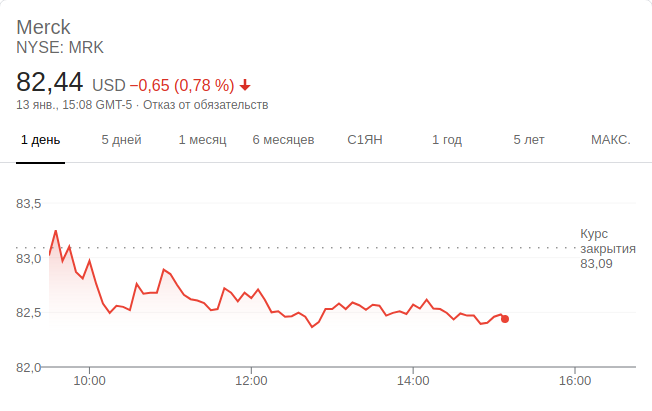 Merck
NYSE: MRK
82,44 USD −0,65 (0,78 %)
13 янв., 15:08 GMT-5 · Отказ от обязательств
1 день 5 дней 1 месяц 6 месяцев С1ЯН 1 год 5 лет МАКС.
83,5
Курс
закрытия
83,09
83,0
82,5
82,0
10:00 12:00 14:00 16:00